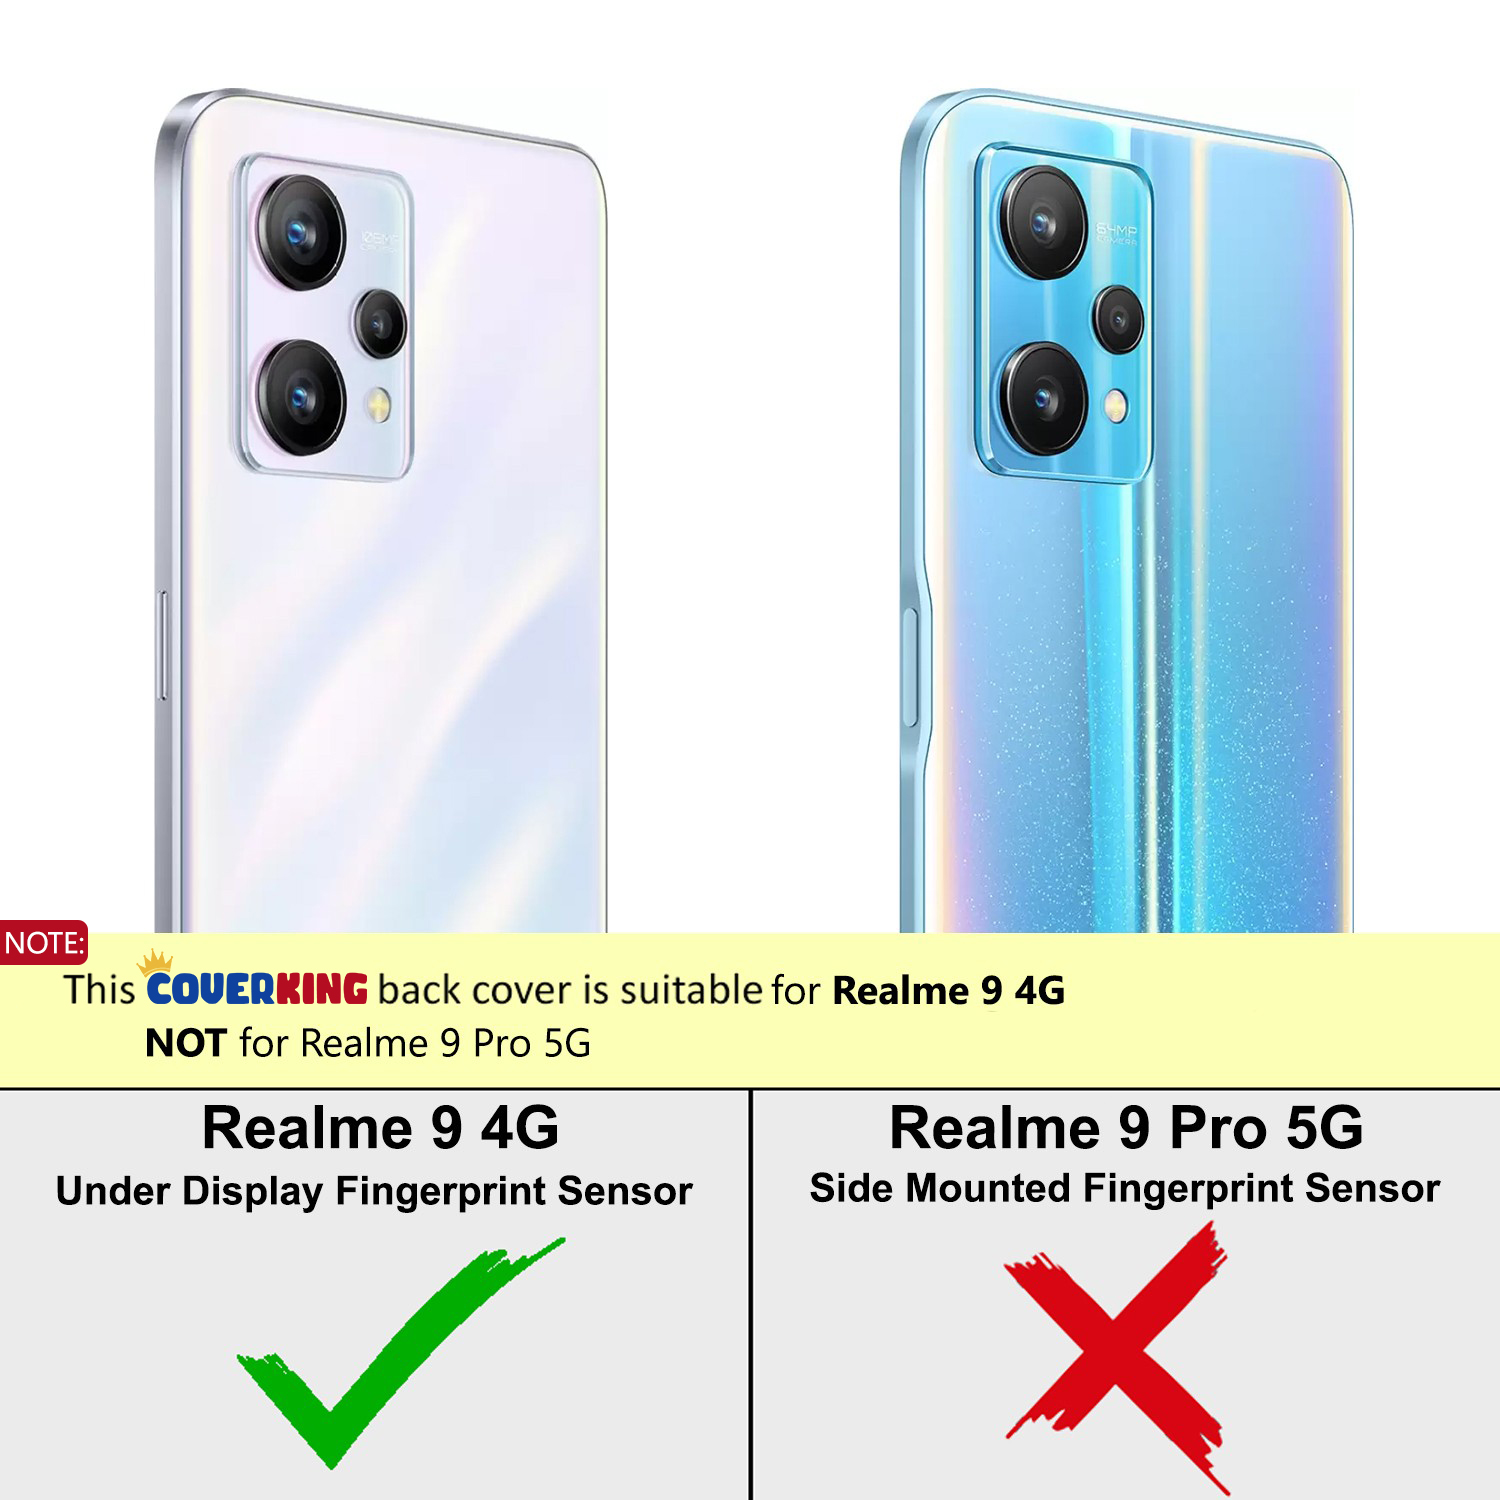 108MP
64MP
CAMERA
NOTE:
This COVERKING back cover is suitable for Realme 9 4G
NOT for Realme 9 Pro 5G
Realme 9 4G
Under Display Fingerprint Sensor
Realme 9 Pro 5G
Side Mounted Fingerprint Sensor